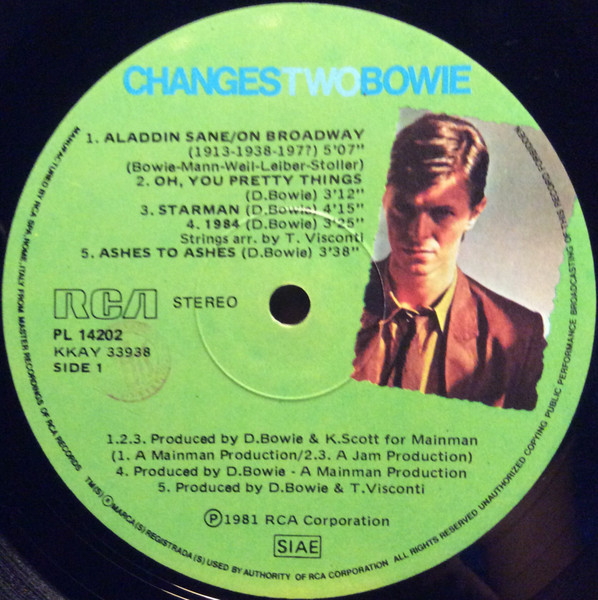 CHANGESTWOBOWIE
1. ALADDIN SANE/ON BROADWAY
(1913-1938-197?) 5'07"
(Bowie-Mann-Weil-Leiber-Stoller)
2. OH, YOU PRETTY THINGS
(D.Bowie) 3'12"
3. STARMAN (D.Bowie) 4'15"
4. 1984 (D.Bowie) 3'25"
Strings arr. by T. Visconti
5. ASHES TO ASHES (D.Bowie) 3'38"
RCA STEREO
PL 14202
KKAY 33938
SIDE 1
1.2.3. Produced by D.Bowie & K.Scott for Mainman
(1. A Mainman Production/2.3. A Jam Production)
4. Produced by D.Bowie - A Mainman Production
5. Produced by D.Bowie & T.Visconti
Ⓟ1981 RCA Corporation
SIAE
MANUFACTURED BY RCA SPA, ROME, ITALY FROM MASTER RECORDINGS OF RCA RECORDS TM(S) ® MARCA(S) REGISTRADA(S) USED BY AUTHORITY OF RCA CORPORATION ALL RIGHTS RESERVED UNAUTHORIZED COPYING PUBLIC PERFORMANCE BROADCASTING OF THIS RECORD FORBIDDEN